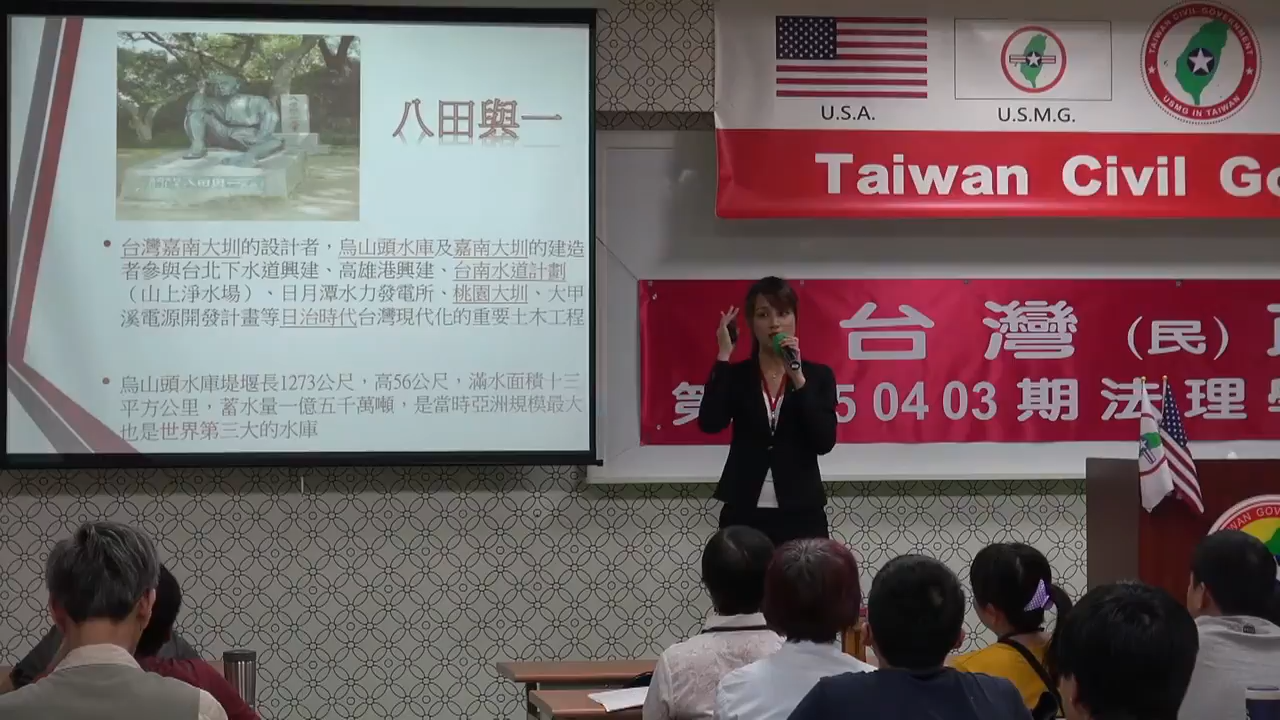 八田與一
台灣嘉南大圳的設計者，烏山頭水庫及嘉南大圳的建造
者參與台北下水道興建、高雄港興建、台南水道計劃
（山上淨水場）、日月潭水力發電所、桃園大圳、大甲
溪電源開發計畫等日治時代台灣現代化的重要土木工程
烏山頭水庫堤堰長1273公尺，高56公尺，滿水面積十三
平方公里，蓄水量一億五千萬噸，是當時亞洲規模最大
也是世界第三大的水庫
U.S.A.
U.S.M.G.
TAIWAN CIVIL GOVERNMENT
USMG IN TAIWAN
Taiwan Civil Go
台灣（民）
第 5 04 03 期法理學